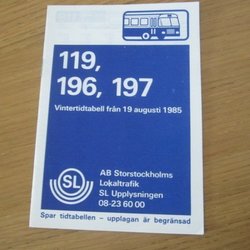 119,
196, 197
Vintertidtabell från 19 augusti 1985
SL
AB Storstockholms
Lokaltrafik
SL Upplysningen
08-23 60 00
Spar tidtabellen – upplagan är begränsad